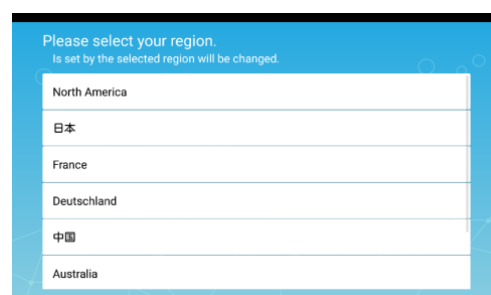 Please select your region.
Is set by the selected region will be changed.
North America
日本
France
Deutschland
中国
Australia